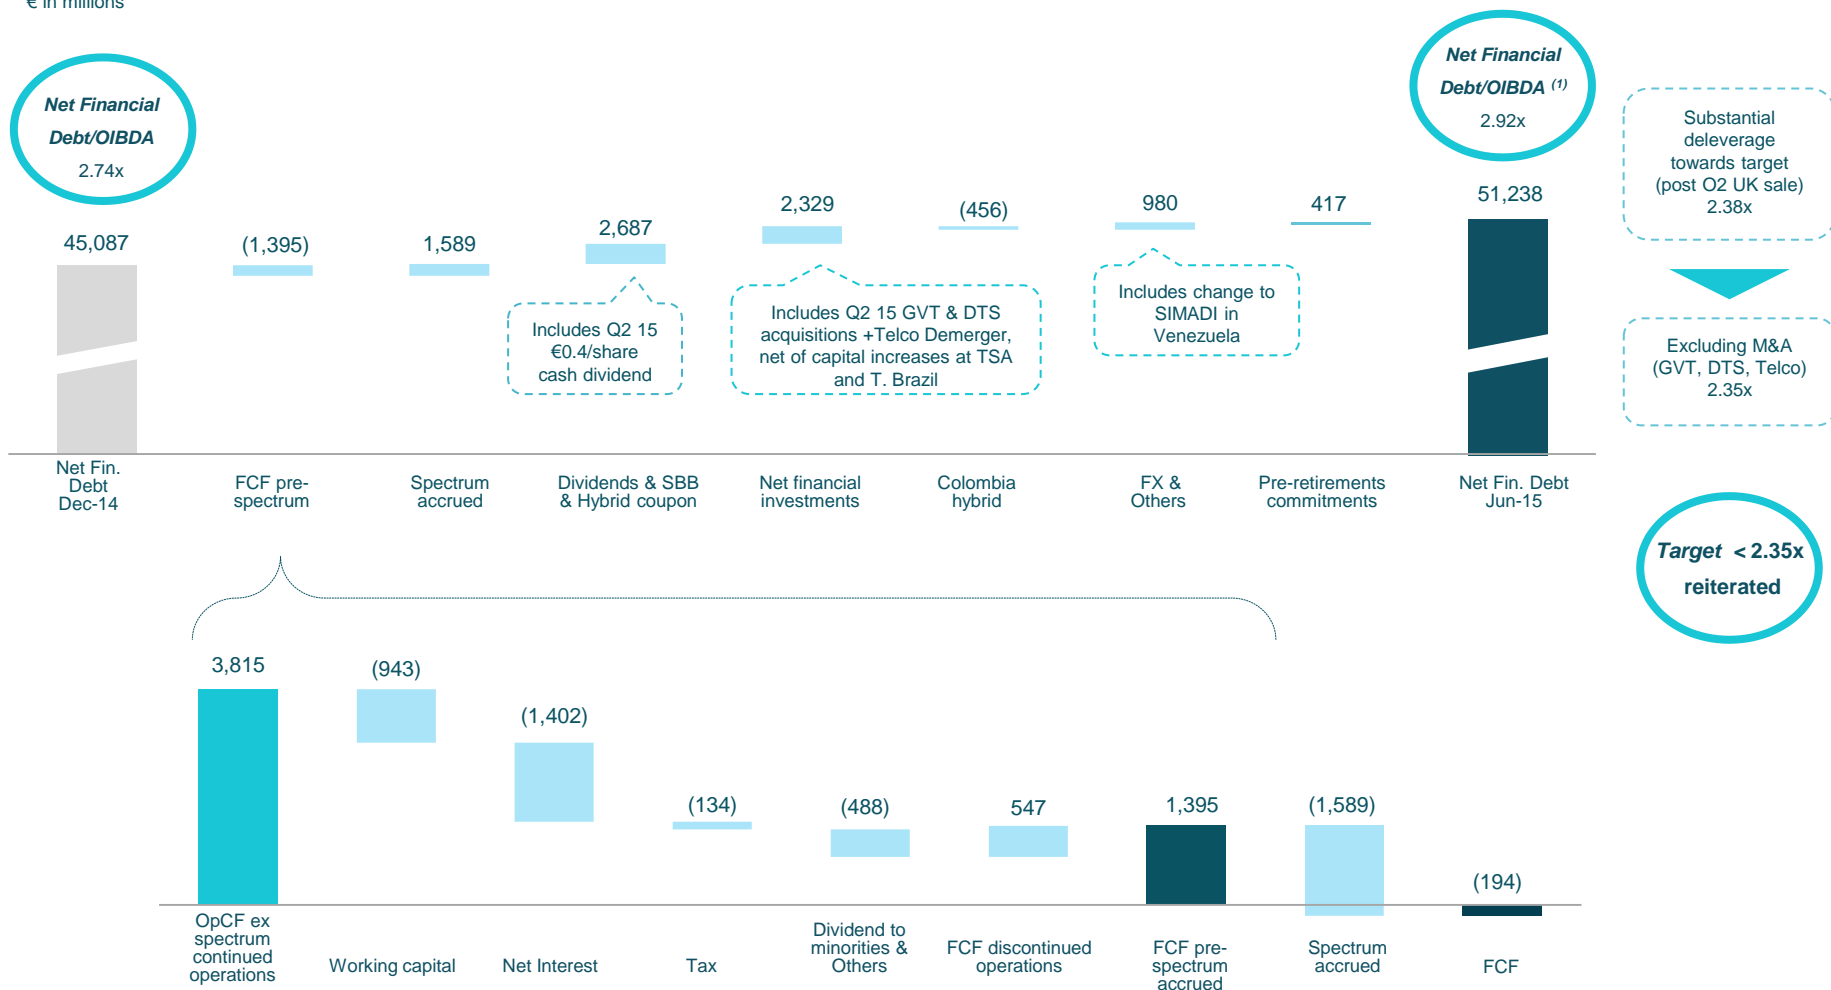 € in millions
Net Financial
Debt/OIBDA
2.74x
Net Financial
Debt/OIBDA (1)
2.92x
Substantial
deleverage
towards target
(post O2 UK sale)
2.38x
45,087
(1,395)
1,589
2,687
2,329
(456)
980
417
51,238
Includes Q2 15
€0.4/share
cash dividend
Includes Q2 15 GVT & DTS
acquisitions +Telco Demerger,
net of capital increases at TSA
and T. Brazil
Includes change to
SIMADI in
Venezuela
Excluding M&A
(GVT, DTS, Telco)
2.35x
Net Fin.
Debt
Dec-14
FCF pre-
spectrum
Spectrum
accrued
Dividends & SBB
& Hybrid coupon
Net financial
investments
Colombia
hybrid
FX &
Others
Pre-retirements
commitments
Net Fin. Debt
Jun-15
Target < 2.35x
reiterated
3,815
(943)
(1,402)
(134)
(488)
547
1,395
(1,589)
(194)
OpCF ex
spectrum
continued
operations
Working capital
Net Interest
Tax
Dividend to
minorities &
Others
FCF discontinued
operations
FCF pre-
spectrum
accrued
Spectrum
accrued
FCF